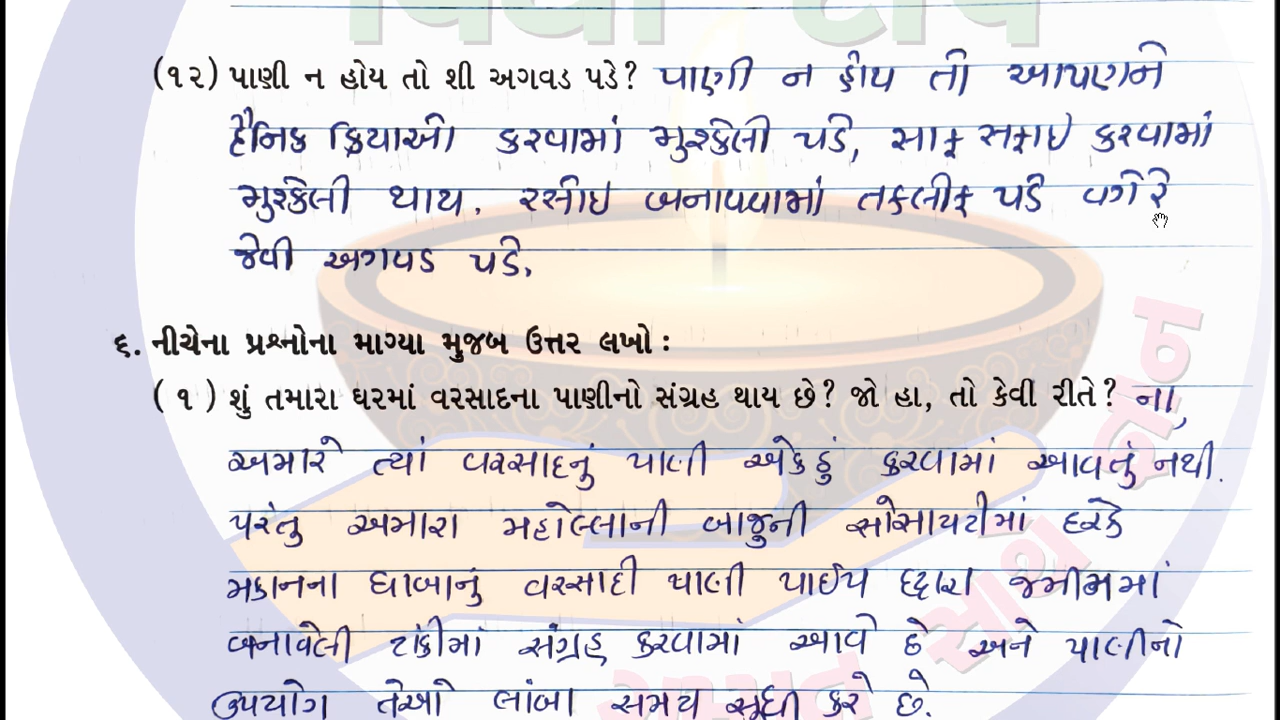 વિદ્યા દીપ
(૧૨) પાણી ન હોય તો શી અગવડ પડે? પાણી ન હોય તો આપણને
દૈનિક ક્રિયાઓ કરવામાં મુશ્કેલી પડે, સાફ સફાઇ કરવામાં
મુશ્કેલી થાય. રસોઇ બનાવવામાં તકલીફ પડે વગેરે
જેવી અગવડ પડે.
૬. નીચેના પ્રશ્નોના માગ્યા મુજબ ઉત્તર લખો :
(૧) શું તમારા ઘરમાં વરસાદના પાણીનો સંગ્રહ થાય છે? જો હા, તો કેવી રીતે? ના,
અમારે ત્યાં વરસાદનું પાણી એકઠું કરવામાં આવતું નથી.
પરંતુ અમારા મહોલ્લાની બાજુની સોસાયટીમાં દરેક
મકાનના ધાબાનું વરસાદી પાણી પાઈપ દ્વારા જમીનમાં
બનાવેલી ટાંકીમાં સંગ્રહ કરવામાં આવે છે અને પાણીનો
ઉપયોગ તેઓ લાંબા સમય સુધી કરે છે.
સાથ